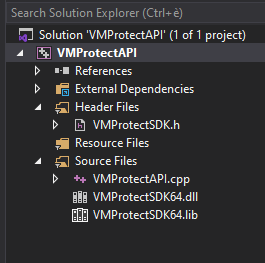 Search Solution Explorer (Ctrl+è)
Solution 'VMProtectAPI' (1 of 1 project)
VMProtectAPI
References
External Dependencies
Header Files
VMProtectSDK.h
Resource Files
Source Files
VMProtectAPI.cpp
VMProtectSDK64.dll
VMProtectSDK64.lib